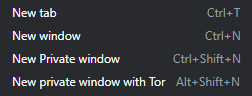 New tab Ctrl+T
New window Ctrl+N
New Private window Ctrl+Shift+N
New private window with Tor Alt+Shift+N